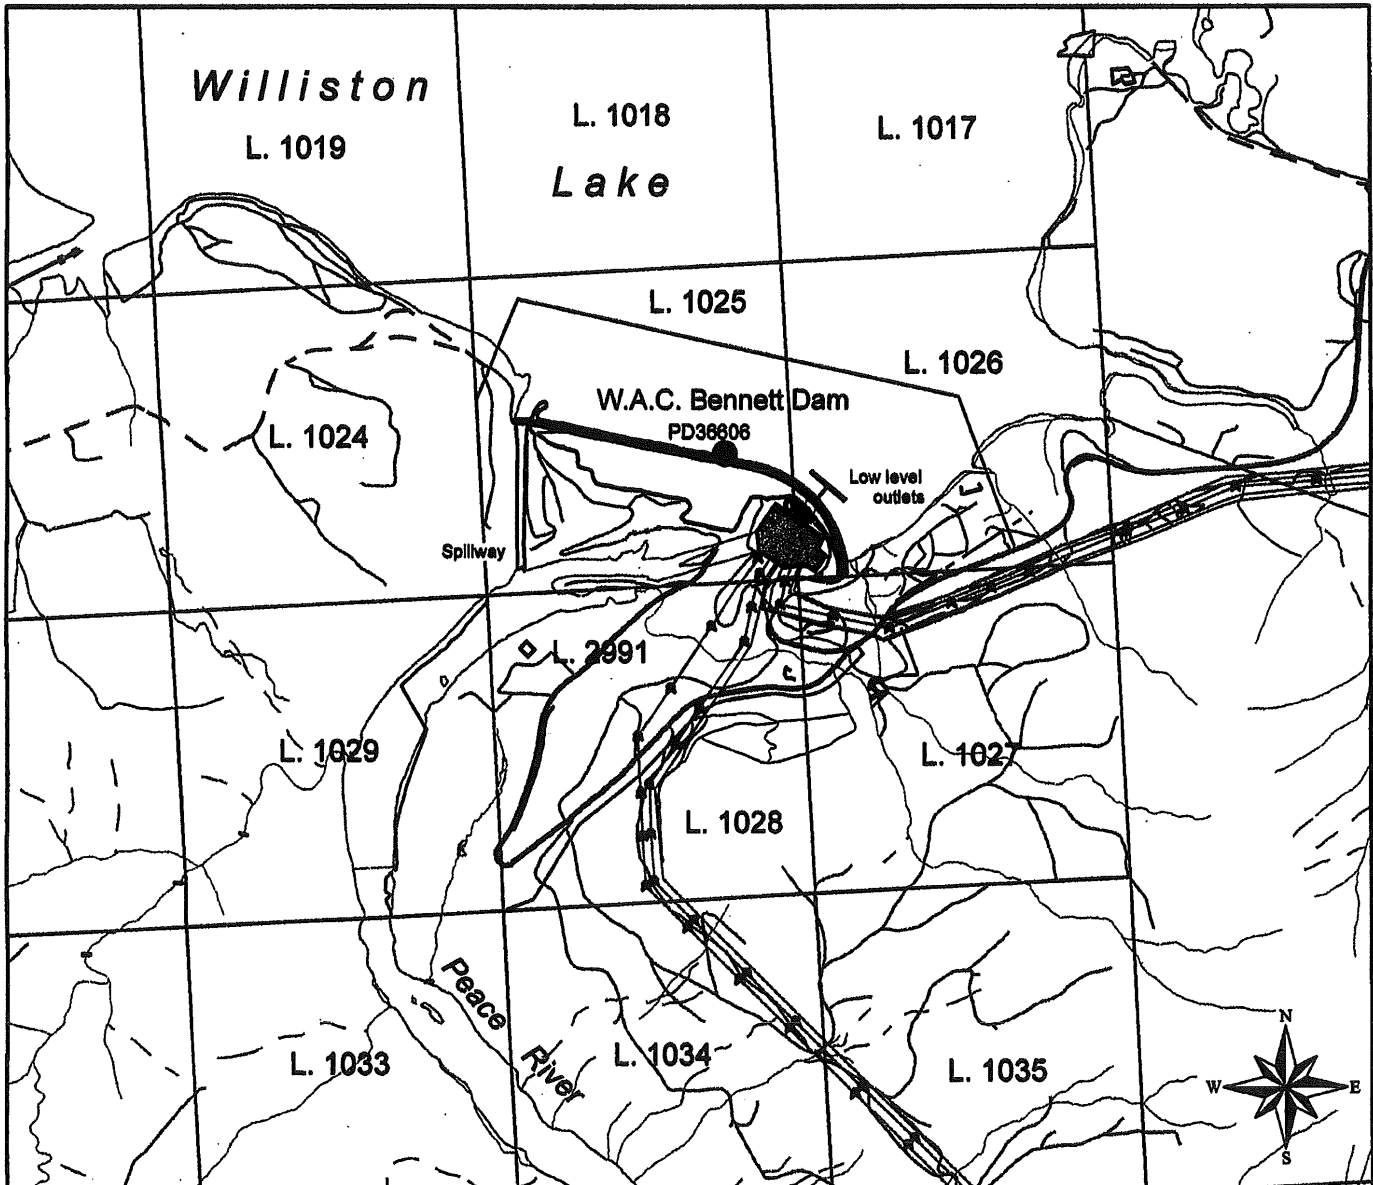 Williston
L. 1019
L. 1018
L. 1017
Lake
L. 1025
L. 1026
W.A.C. Bennett Dam
PD36606
L. 1024
Low level
outlets
Spillway
L. 2991
L. 1029
L. 1027
L. 1028
Peace
River
L. 1033
L. 1034
L. 1035
N
W
E
S